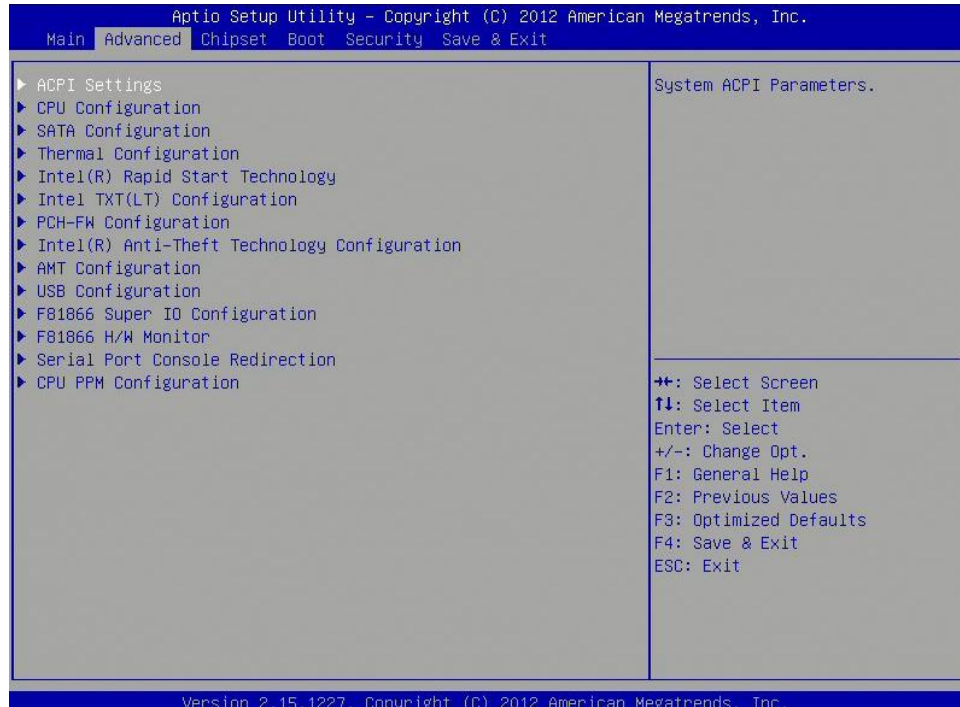 Aptio Setup Utility – Copyright (C) 2012 American Megatrends, Inc.
Main Advanced Chipset Boot Security Save & Exit
ACPI Settings
CPU Configuration
SATA Configuration
Thermal Configuration
Intel(R) Rapid Start Technology
Intel TXT(LT) Configuration
PCH-FW Configuration
Intel(R) Anti-Theft Technology Configuration
AMT Configuration
USB Configuration
F81866 Super IO Configuration
F81866 H/W Monitor
Serial Port Console Redirection
CPU PPM Configuration
System ACPI Parameters.
→←: Select Screen
↑↓: Select Item
Enter: Select
+/-: Change Opt.
F1: General Help
F2: Previous Values
F3: Optimized Defaults
F4: Save & Exit
ESC: Exit
Version 2.15.1227. Copyright (C) 2012 American Megatrends, Inc.